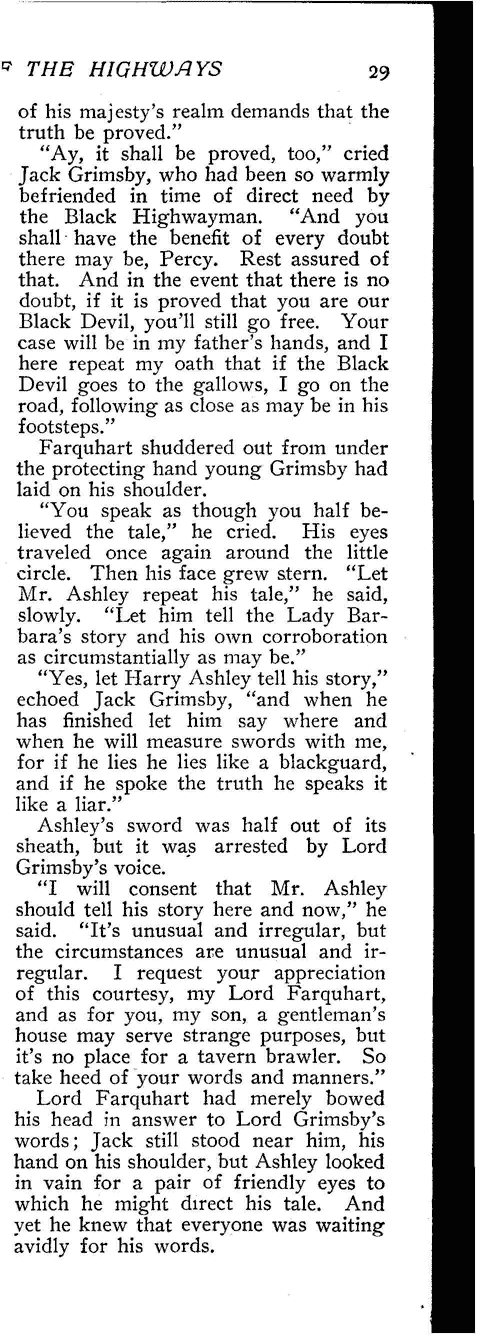 THE HIGHWAYS 29
of his majesty's realm demands that the
truth be proved."
"Ay, it shall be proved, too," cried
Jack Grimsby, who had been so warmly
befriended in time of direct need by
the Black Highwayman. "And you
shall have the benefit of every doubt
there may be, Percy. Rest assured of
that. And in the event that there is no
doubt, if it is proved that you are our
Black Devil, you'll still go free. Your
case will be in my father's hands, and I
here repeat my oath that if the Black
Devil goes to the gallows, I go on the
road, following as close as may be in his
footsteps."
Farquhart shuddered out from under
the protecting hand young Grimsby had
laid on his shoulder.
"You speak as though you half be-
lieved the tale," he cried. His eyes
traveled once again around the little
circle. Then his face grew stern. "Let
Mr. Ashley repeat his tale," he said,
slowly. "Let him tell the Lady Bar-
bara's story and his own corroboration
as circumstantially as may be."
"Yes, let Harry Ashley tell his story,"
echoed Jack Grimsby, "and when he
has finished let him say where and
when he will measure swords with me,
for if he lies he lies like a blackguard,
and if he spoke the truth he speaks it
like a liar."
Ashley's sword was half out of its
sheath, but it was arrested by Lord
Grimsby's voice.
"I will consent that Mr. Ashley
should tell his story here and now," he
said. "It's unusual and irregular, but
the circumstances are unusual and ir-
regular. I request your appreciation
of this courtesy, my Lord Farquhart,
and as for you, my son, a gentleman's
house may serve strange purposes, but
it's no place for a tavern brawler. So
take heed of your words and manners."
Lord Farquhart had merely bowed
his head in answer to Lord Grimsby's
words; Jack still stood near him, his
hand on his shoulder, but Ashley looked
in vain for a pair of friendly eyes to
which he might direct his tale. And
yet he knew that everyone was waiting
avidly for his words.